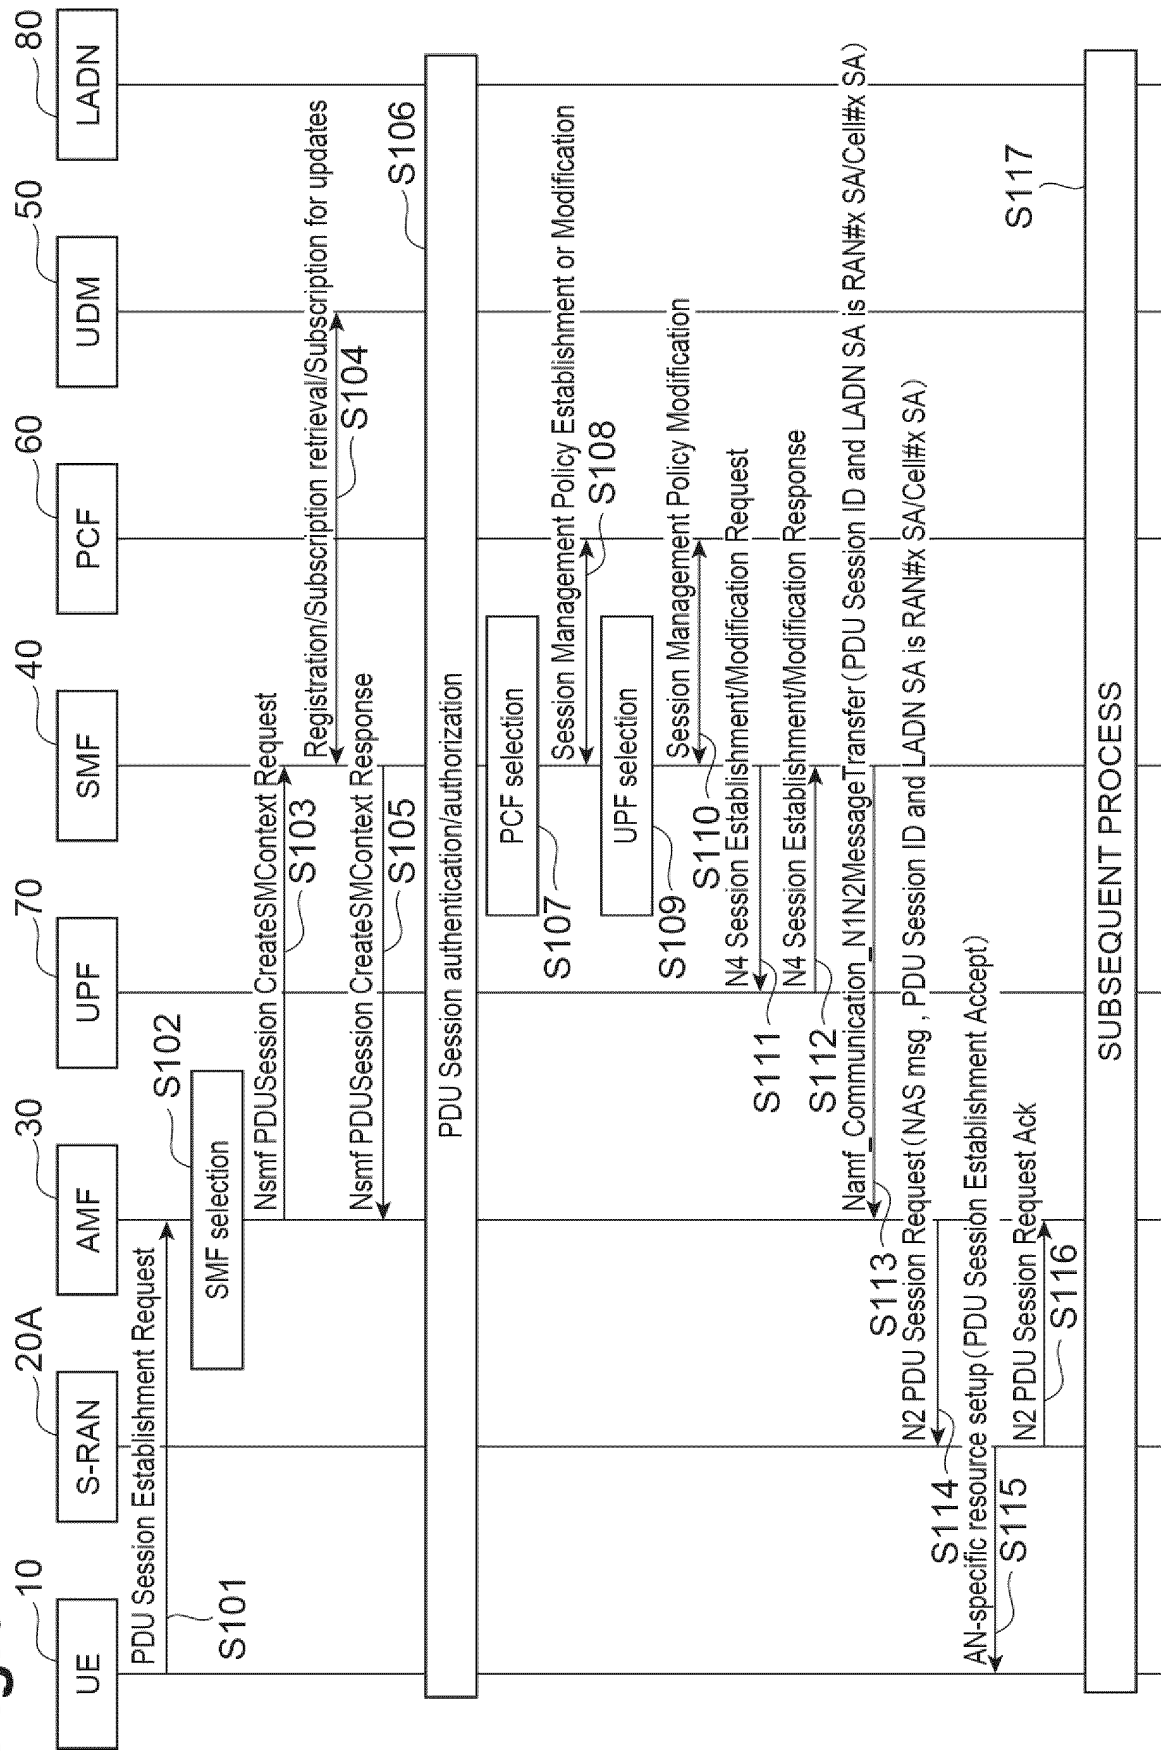 UE
10
S-RAN
20A
AMF
30
UPF
70
SMF
40
PCF
60
UDM
50
LADN
80
PDU Session Establishment Request
S101
SMF selection
S102
Nsmf PDUSession CreateSMContext Request
S103
Registration/Subscription retrieval/Subscription for updates
S104
Nsmf PDUSession CreateSMContext Response
S105
PDU Session authentication/authorization
S106
PCF selection
S107
Session Management Policy Establishment or Modification
S108
UPF selection
S109
Session Management Policy Modification
S110
N4 Session Establishment/Modification Request
S111
N4 Session Establishment/Modification Response
S112
Namf_Communication_N1N2MessageTransfer (PDU Session ID and LADN SA is RAN#x SA/Cell#x SA)
S113
N2 PDU Session Request (NAS msg , PDU Session ID and LADN SA is RAN#x SA/Cell#x SA)
S114
AN-specific resource setup (PDU Session Establishment Accept)
S115
N2 PDU Session Request Ack
S116
SUBSEQUENT PROCESS
S117